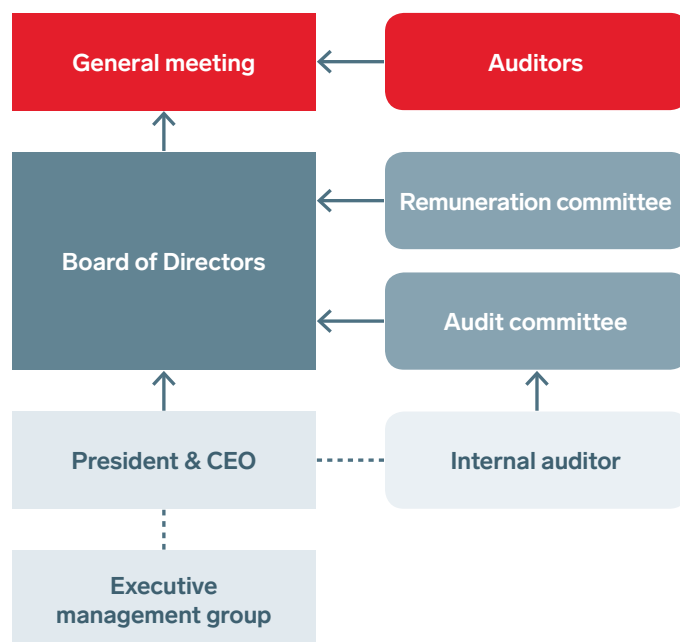 General meeting
Auditors
Remuneration committee
Board of Directors
Audit committee
President & CEO
Internal auditor
Executive
management group